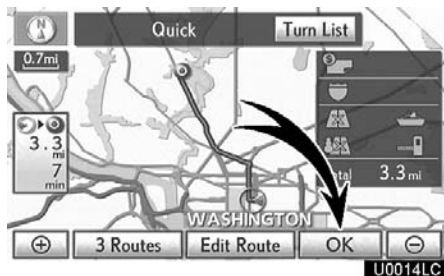 Quick
Turn List
0.7mi
3.3
mi
7
min
Total 3.3 mi
WASHINGTON
3 Routes
Edit Route
OK
U0014LC